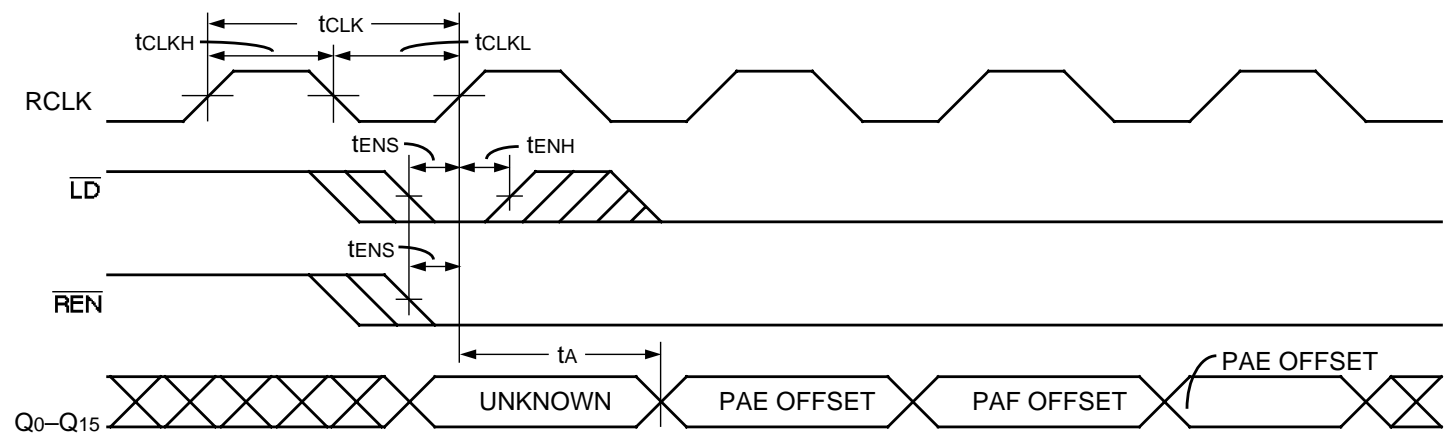 tCLK
tCLKH
tCLKL
RCLK
tENS
tENH
LD
tENS
REN
tA
PAE OFFSET
UNKNOWN
PAE OFFSET
PAF OFFSET
Q0–Q15